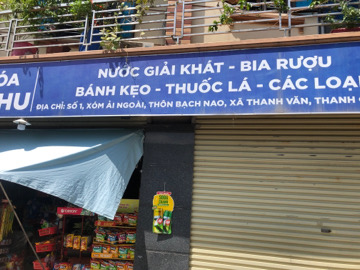 ÓA
HU
NƯỚC GIẢI KHÁT - BIA RƯỢU
BÁNH KẸO - THUỐC LÁ - CÁC LOẠI
ĐỊA CHỈ: SỐ 1, XÓM ẢI NGOÀI, THÔN BẠCH NAO, XÃ THANH VĂN, THANH